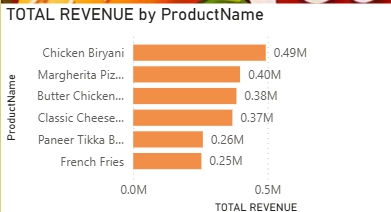 TOTAL REVENUE by ProductName
ProductName
Chicken Biryani 0.49M
Margherita Piz... 0.40M
Butter Chicken... 0.38M
Classic Cheese... 0.37M
Paneer Tikka B... 0.26M
French Fries 0.25M
0.0M 0.5M
TOTAL REVENUE